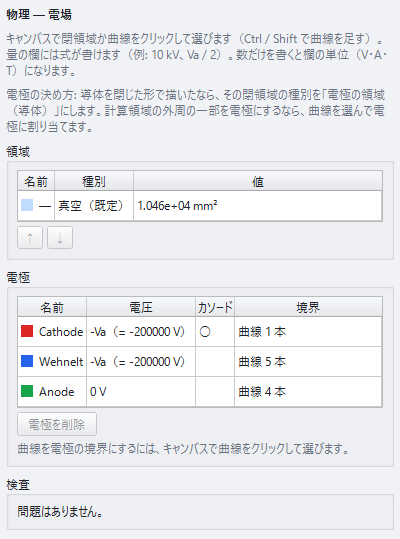 物理 — 電場
キャンバスで閉領域か曲線をクリックして選びます（Ctrl / Shift で曲線を足す）。
量の欄には式が書けます（例: 10 kV、Va / 2）。数だけを書くと欄の単位（V・A・
T）になります。
電極の決め方: 導体を閉じた形で描いたなら、その閉領域の種別を「電極の領域
（導体）」にします。計算領域の外周の一部を電極にするなら、曲線を選んで電
極に割り当てます。
領域
名前 種別 値
— 真空（既定） 1.046e+04 mm²
↑ ↓
電極
名前 電圧 カソード 境界
Cathode -Va（= -200000 V） ○ 曲線 1 本
Wehnelt -Va（= -200000 V） 曲線 5 本
Anode 0 V 曲線 4 本
電極を削除
曲線を電極の境界にするには、キャンバスで曲線をクリックして選びます。
検査
問題はありません。